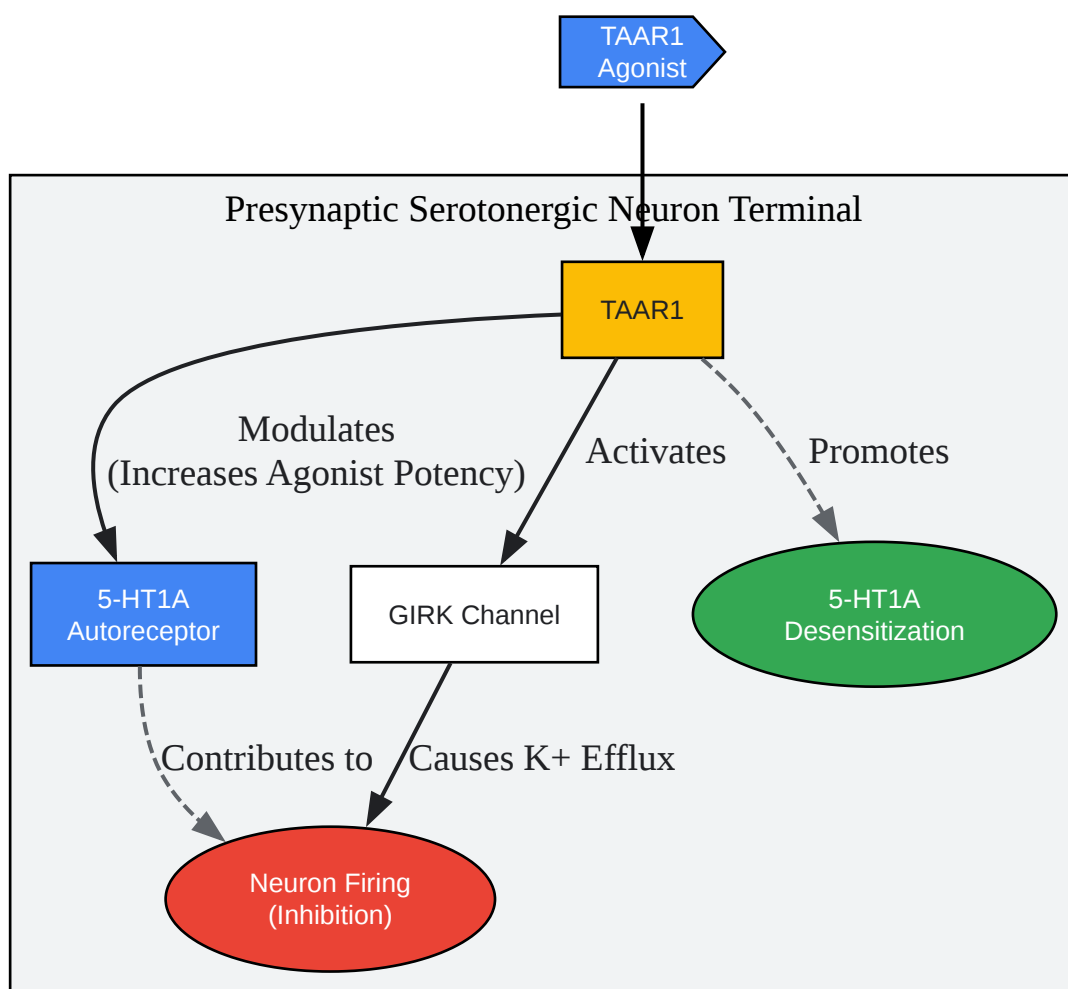 TAAR1
Agonist
Presynaptic Serotonergic Neuron Terminal
TAAR1
Modulates
(Increases Agonist Potency)
Activates
Promotes
5-HT1A
Autoreceptor
GIRK Channel
5-HT1A
Desensitization
Contributes to
Causes K+ Efflux
Neuron Firing
(Inhibition)